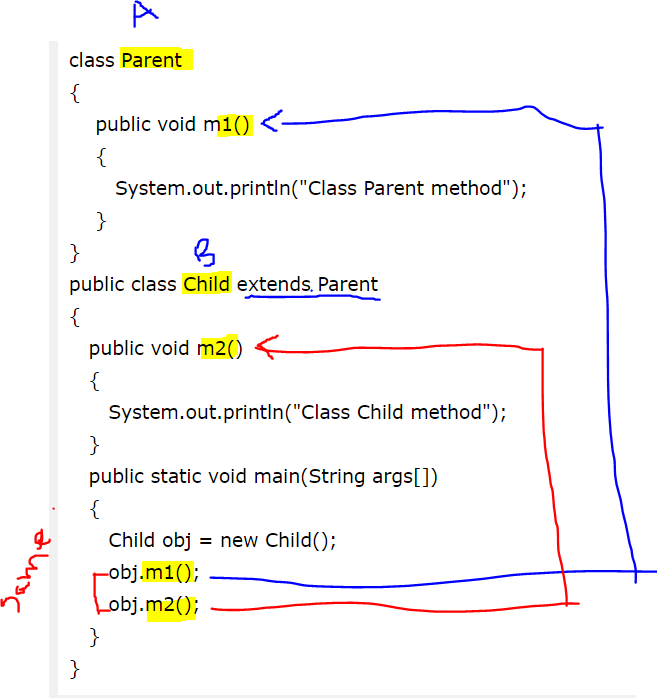 A
class Parent
{
public void m1()
{
System.out.println("Class Parent method");
}
}
B
public class Child extends Parent
{
public void m2()
{
System.out.println("Class Child method");
}
public static void main(String args[])
{
Child obj = new Child();
obj.m1();
obj.m2();
}
}
Same